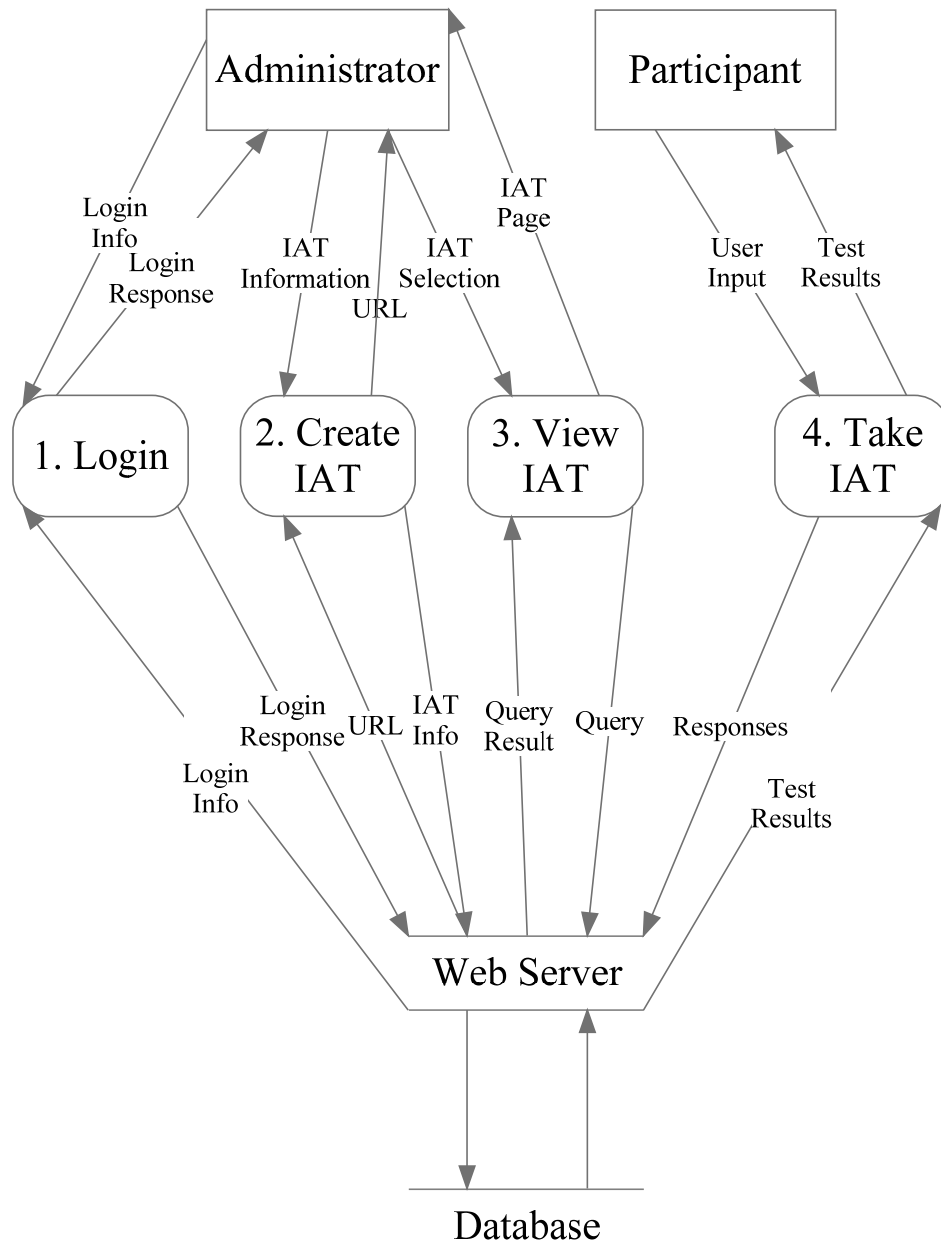 Administrator
Participant
IAT
Page
Login
Info
Login
Response
IAT
Information
URL
IAT
Selection
User
Input
Test
Results
1. Login
2. Create
IAT
3. View
IAT
4. Take
IAT
Login
Response
URL
IAT
Info
Query
Result
Query
Responses
Login
Info
Test
Results
Web Server
Database